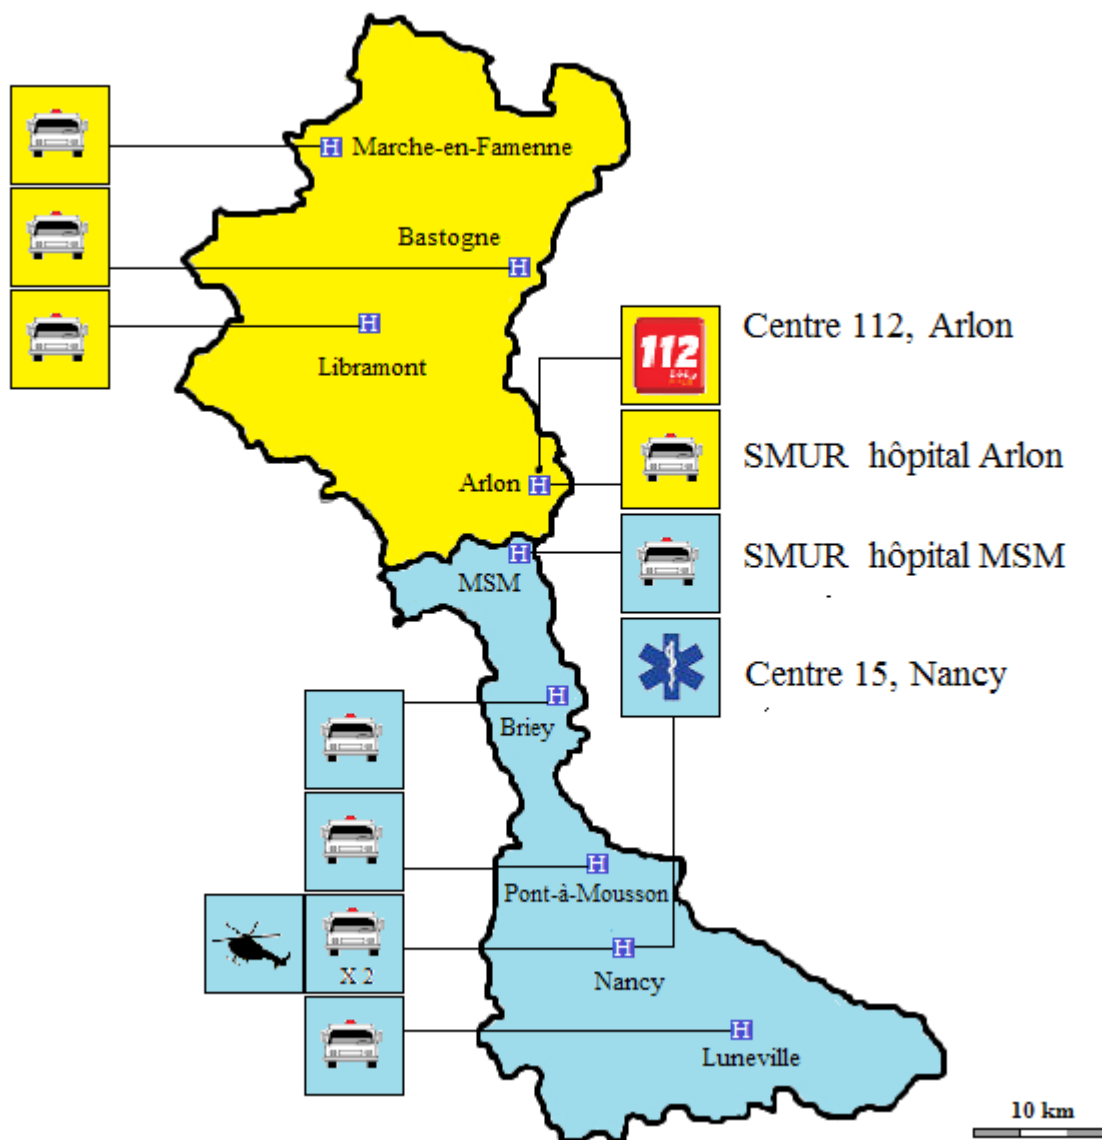 H Marche-en-Famenne
Bastogne
H
H
Libramont
112
Centre 112, Arlon
SMUR hôpital Arlon
Arlon H
H
MSM
SMUR hôpital MSM
Centre 15, Nancy
H
Briey
H
Pont-à-Mousson
X 2
H
Nancy
H
Luneville
10 km